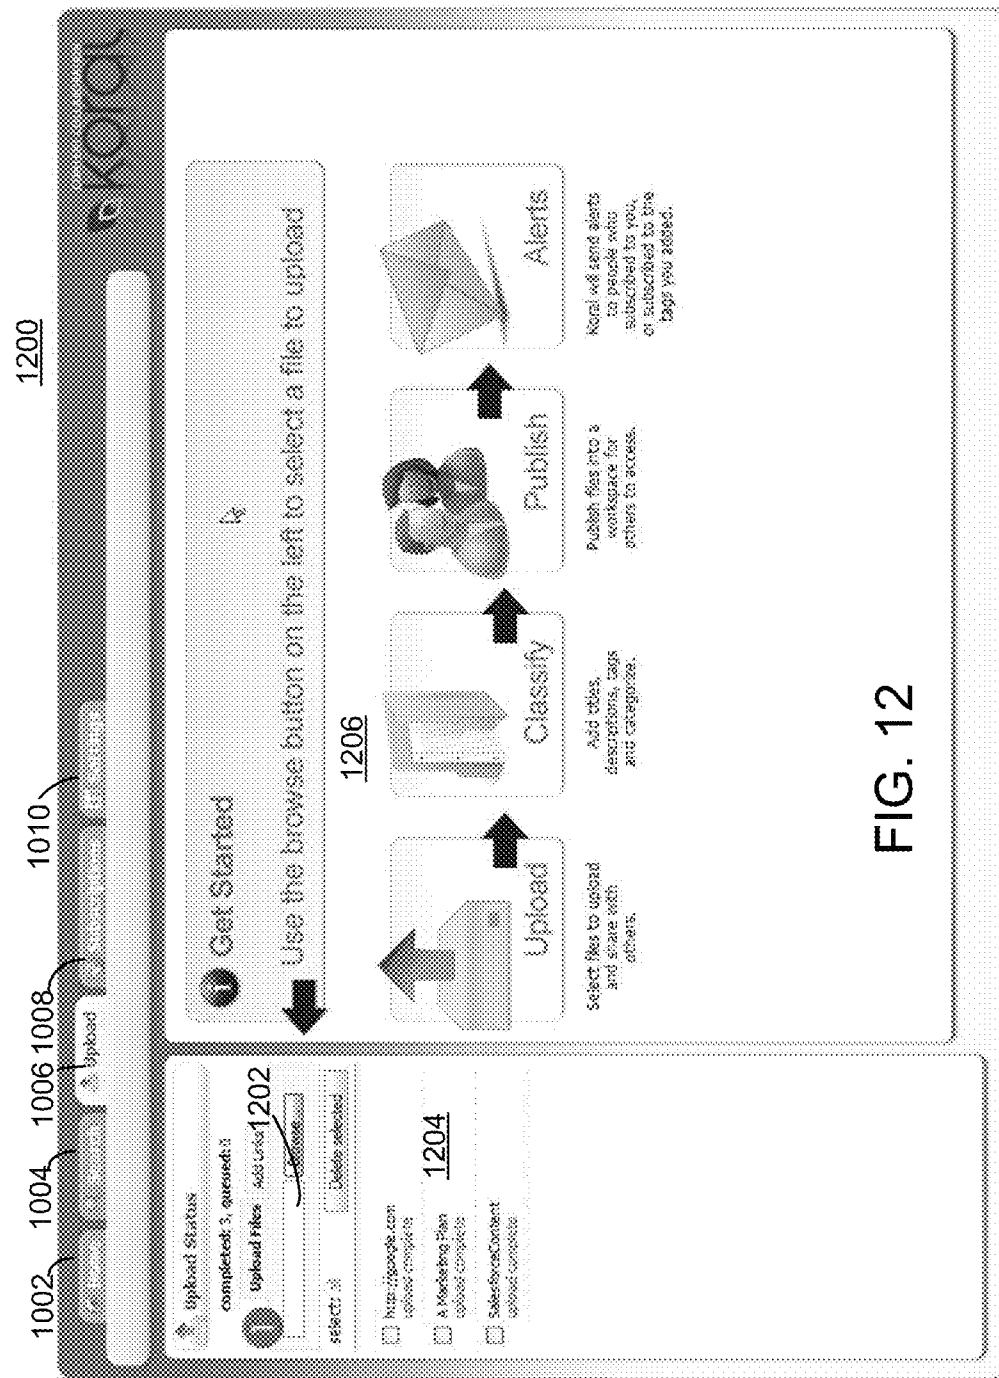 1200
1002
1004
1006
1008
1010
Koral
Upload
Upload Status
completed: 3, queued:
Upload Files
Add Links
1202
Delete selected
http://google.com
upload-complete
A Marketing Plan
upload-complete
SalesforceContent
upload-complete
1204
Get Started
Use the browse button on the left to select a file to upload
1206
Upload
Classify
Publish
Alerts
Select files to upload
and share with
others.
Add titles,
descriptions, tags
and categorize.
Publish files into a
workspace for
others to access.
Koral will send alerts
to people who
subscribed to you,
or subscribed to the
tags you added.
FIG. 12